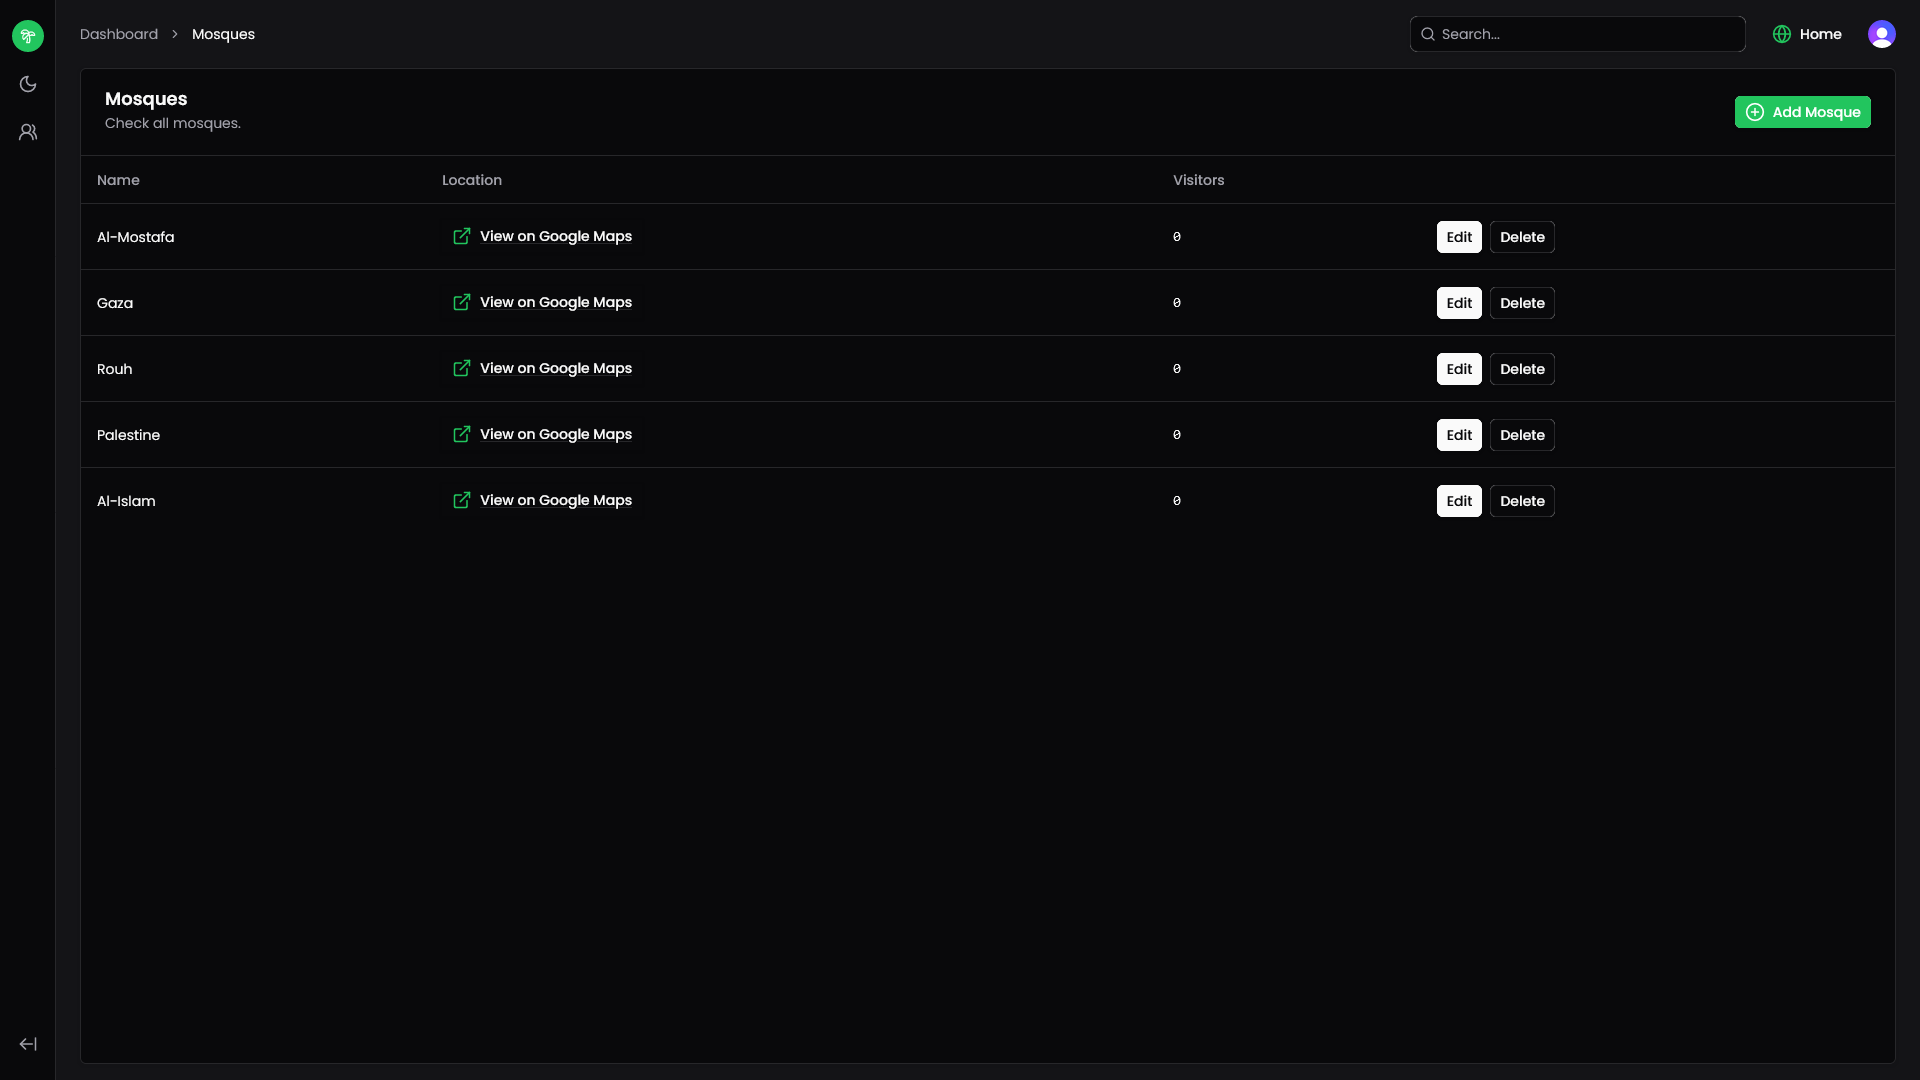 Dashboard > Mosques
Search...
Home
Mosques
Check all mosques.
Add Mosque
Name Location Visitors
Al-Mostafa View on Google Maps 0 Edit Delete
Gaza View on Google Maps 0 Edit Delete
Rouh View on Google Maps 0 Edit Delete
Palestine View on Google Maps 0 Edit Delete
Al-Islam View on Google Maps 0 Edit Delete